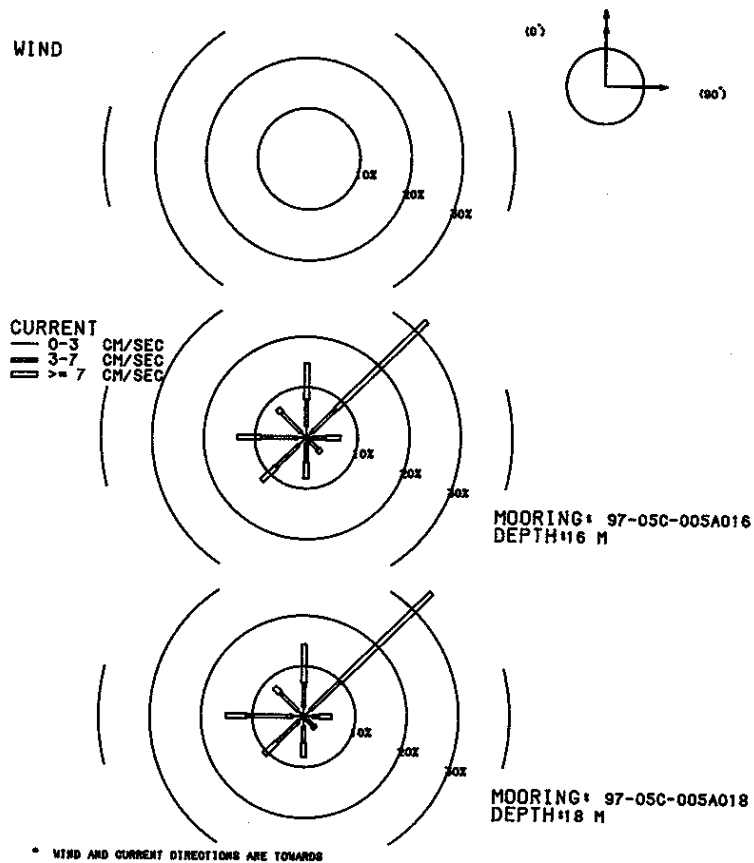 WIND
(0°)
(90°)
10%
20%
30%
CURRENT
0-3 CM/SEC
3-7 CM/SEC
>= 7 CM/SEC
10%
20%
30%
MOORING: 97-05C-005A016
DEPTH:16 M
10%
20%
30%
MOORING: 97-05C-005A018
DEPTH:18 M
* WIND AND CURRENT DIRECTIONS ARE TOWARDS